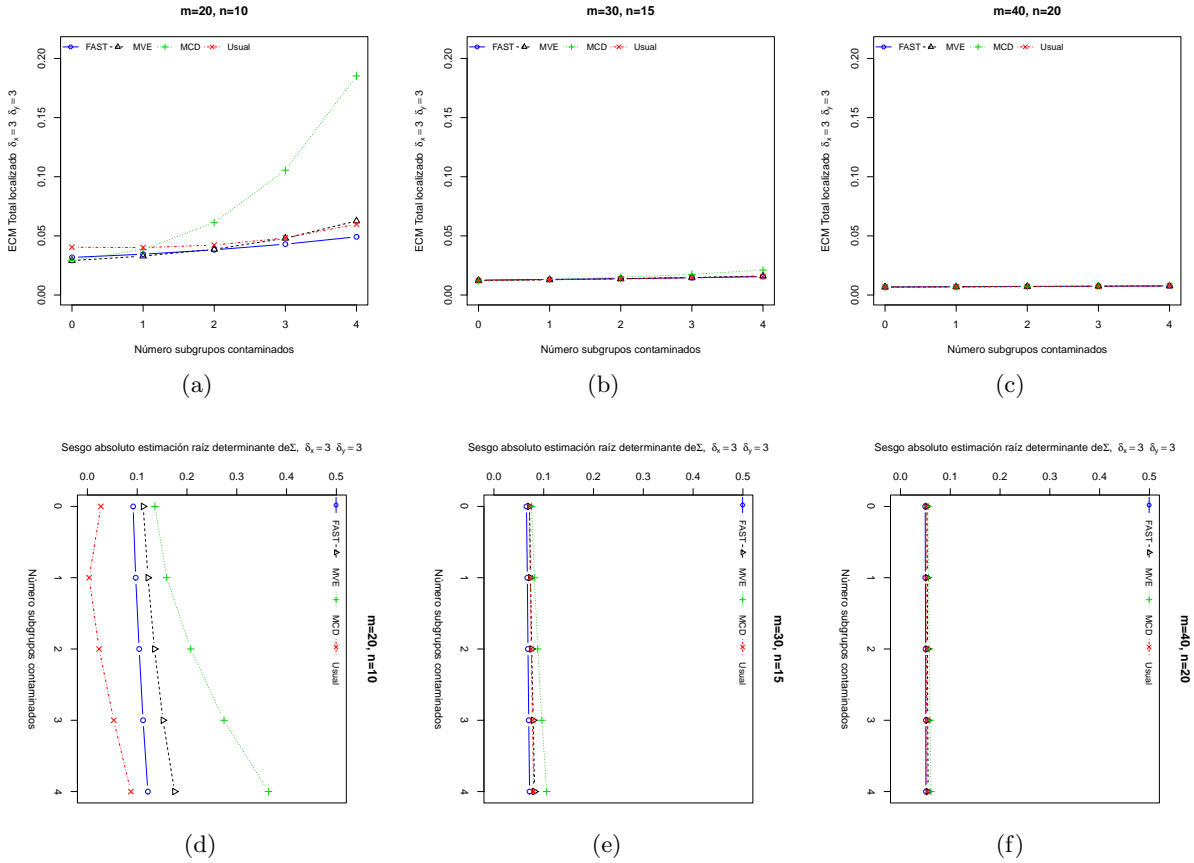 m=20, n=10
FAST MVE MCD Usual
ECM Total localizado δx = 3 δy = 3
0.00 0.05 0.10 0.15 0.20
0 1 2 3 4
Número subgrupos contaminados
(a)
m=30, n=15
FAST MVE MCD Usual
ECM Total localizado δx = 3 δy = 3
0.00 0.05 0.10 0.15 0.20
0 1 2 3 4
Número subgrupos contaminados
(b)
m=40, n=20
FAST MVE MCD Usual
ECM Total localizado δx = 3 δy = 3
0.00 0.05 0.10 0.15 0.20
0 1 2 3 4
Número subgrupos contaminados
(c)
Sesgo absoluto estimación raíz determinante deΣ, δx = 3 δy = 3
0.0 0.1 0.2 0.3 0.4 0.5
0 1 2 3 4
FAST MVE MCD Usual
Número subgrupos contaminados
m=20, n=10
(d)
Sesgo absoluto estimación raíz determinante deΣ, δx = 3 δy = 3
0.0 0.1 0.2 0.3 0.4 0.5
0 1 2 3 4
FAST MVE MCD Usual
Número subgrupos contaminados
m=30, n=15
(e)
Sesgo absoluto estimación raíz determinante deΣ, δx = 3 δy = 3
0.0 0.1 0.2 0.3 0.4 0.5
0 1 2 3 4
FAST MVE MCD Usual
Número subgrupos contaminados
m=40, n=20
(f)